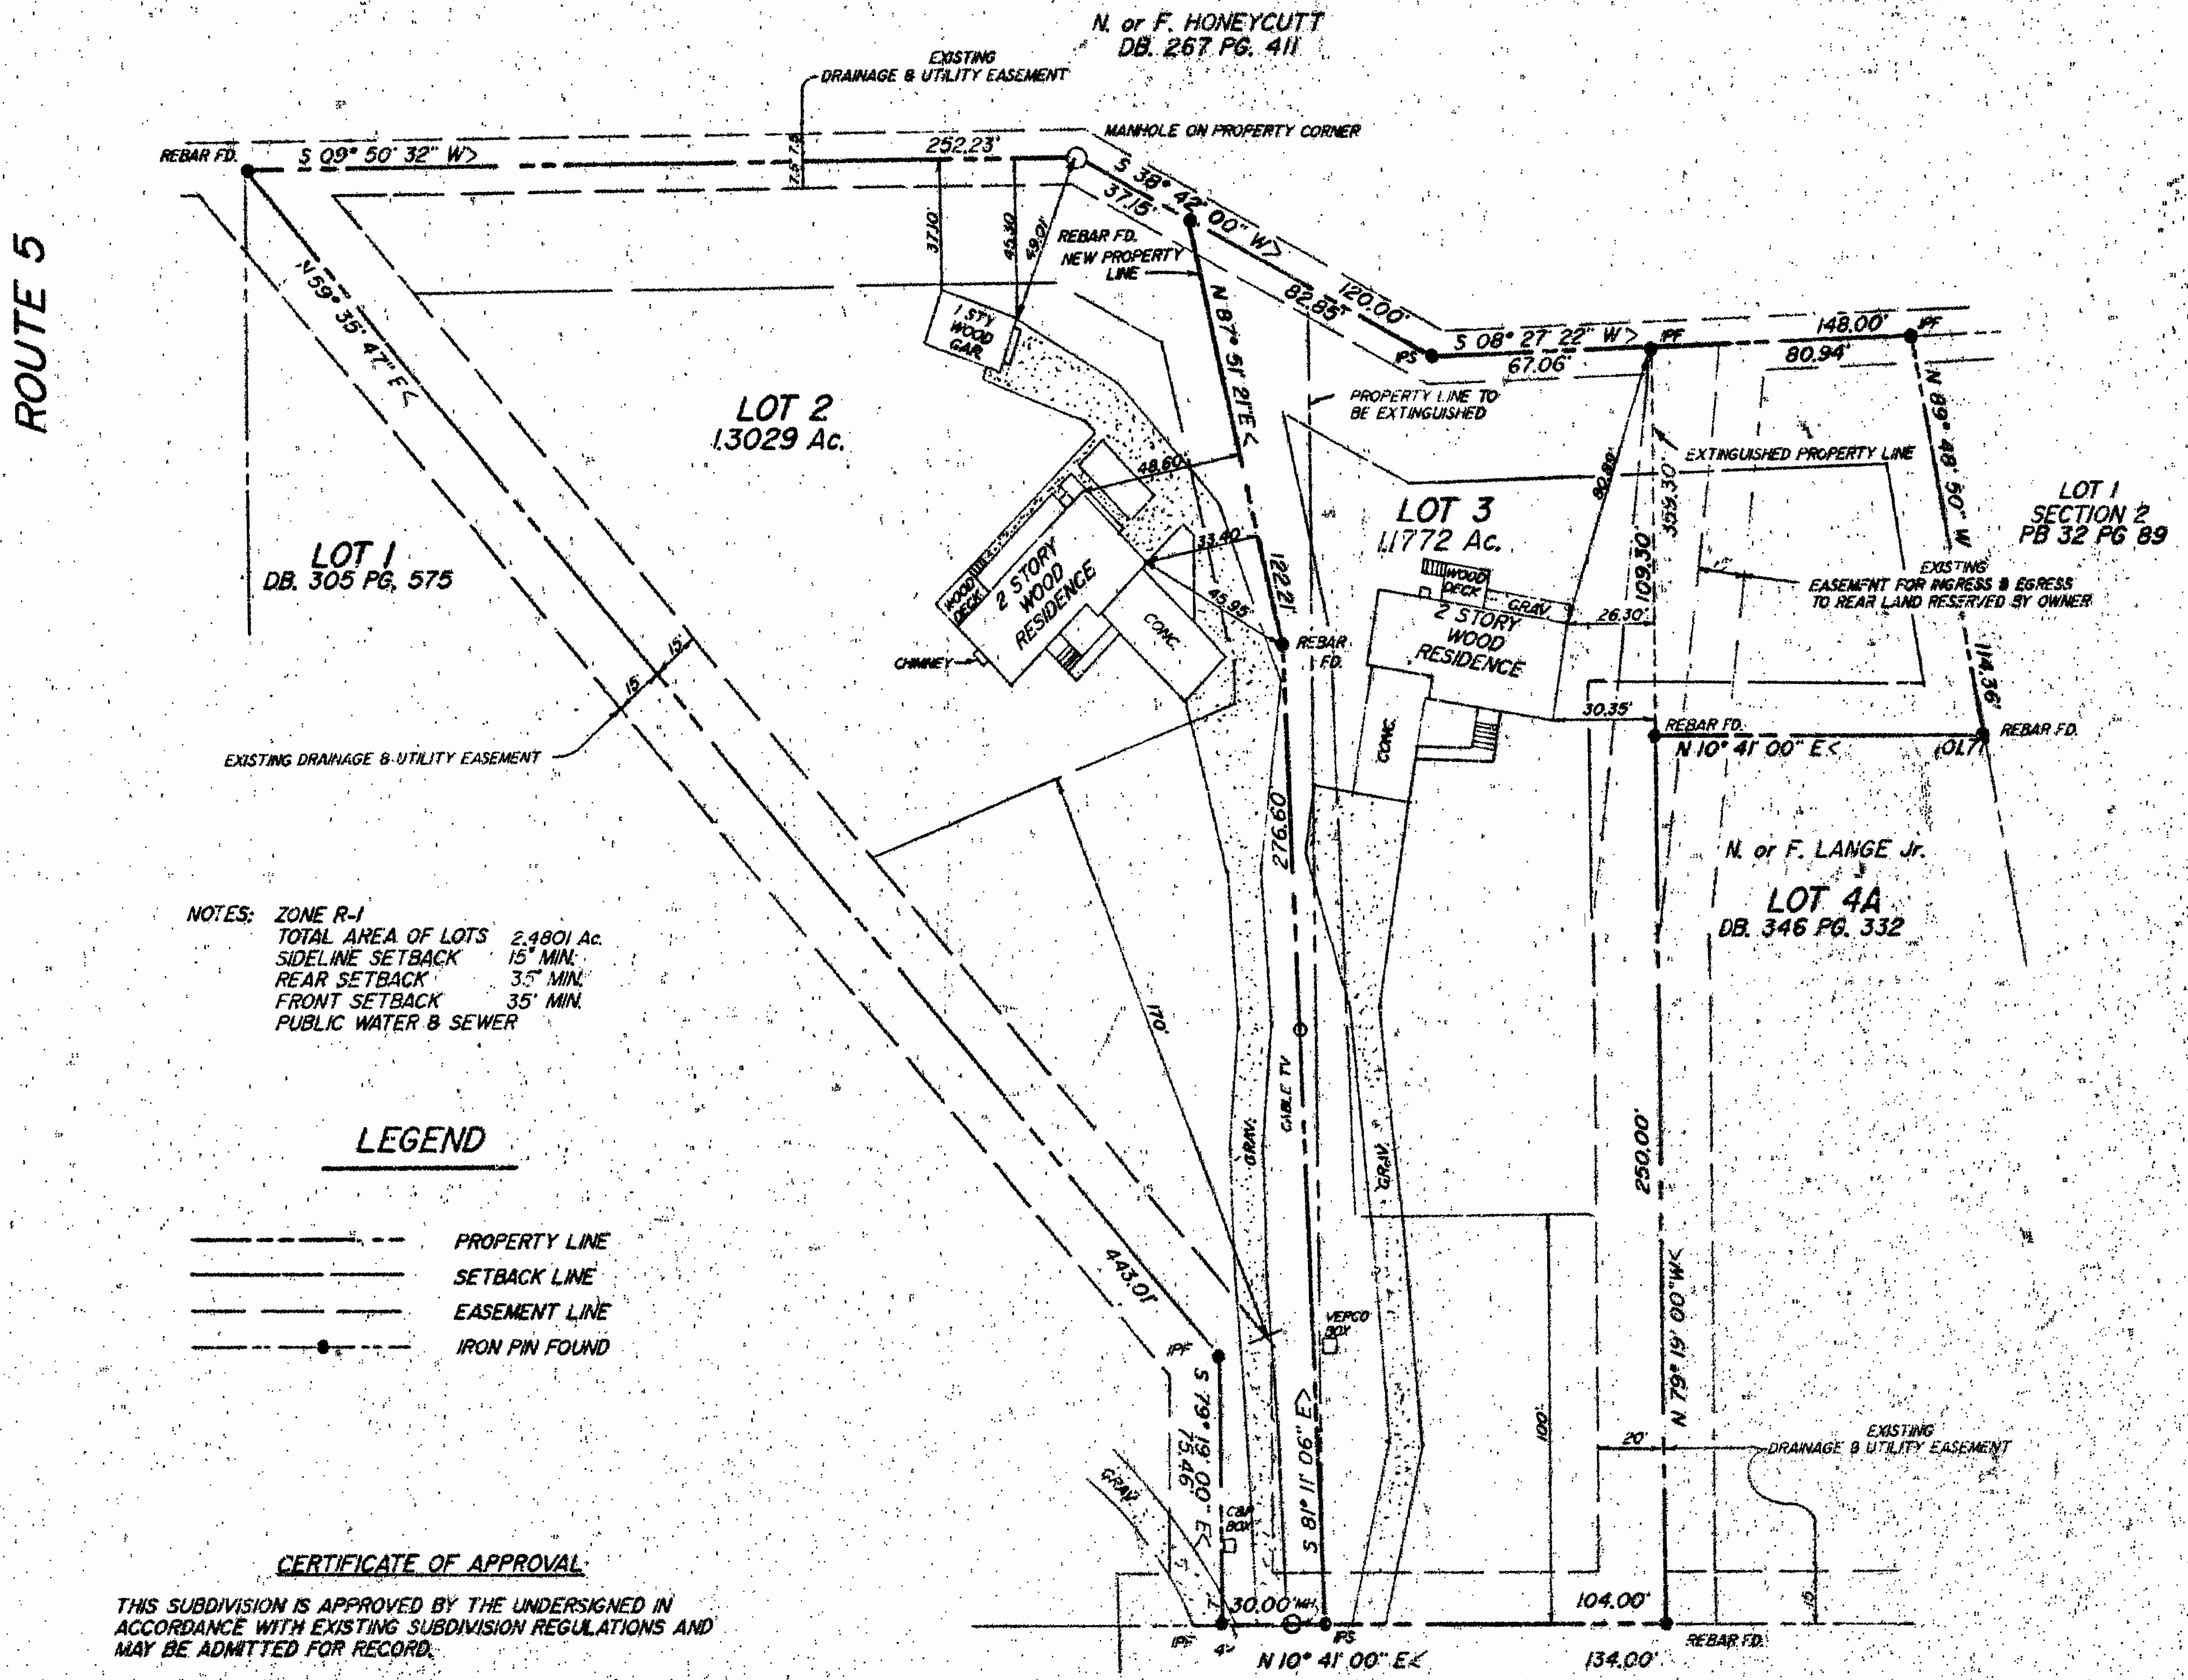 N. or F. HONEYCUTT
DB. 267 PG. 411
EXISTING
DRAINAGE & UTILITY EASEMENT
MANHOLE ON PROPERTY CORNER
REBAR FD.
S 09° 50' 32" W>
7.5' 7.5'
252.23'
S 38° 42' 00" W>
37.15'
ROUTE 5
37.10'
45.30
59.01'
REBAR FD.
NEW PROPERTY
LINE
82.85'
120.00'
IPS
S 08° 27' 22" W>
67.06'
IPF
148.00'
80.94'
IPF
N 59° 35' 47" E<
N 87° 51' 21" E<
N 89° 48' 50" W
1 STY
WOOD
GAR.
PROPERTY LINE TO
BE EXTINGUISHED
LOT 2
1.3029 Ac.
48.60'
80.89'
359.30'
EXTINGUISHED PROPERTY LINE
LOT 3
1.1772 Ac.
LOT 1
SECTION 2
PB 32 PG 89
LOT 1
DB. 305 PG. 575
33.40
122.21'
109.30'
EXISTING
EASEMENT FOR INGRESS & EGRESS
TO REAR LAND RESERVED BY OWNER
WOOD
DECK
2 STORY
WOOD
RESIDENCE
45.95
CONC.
WOOD
DECK
GRAV.
26.30'
2 STORY
WOOD
RESIDENCE
REBAR
FD.
CHIMNEY
15'
15'
114.36'
30.35'
REBAR FD.
N 10° 41' 00" E<
101.71
REBAR FD.
EXISTING DRAINAGE & UTILITY EASEMENT
CONC.
276.60
N. or F. LANGE Jr.
LOT 4A
DB. 346 PG. 332
NOTES: ZONE R-1
TOTAL AREA OF LOTS 2.4801 Ac.
SIDELINE SETBACK 15' MIN.
REAR SETBACK 35' MIN.
FRONT SETBACK 35' MIN.
PUBLIC WATER & SEWER
170'
CABLE TV
GRAV.
GRAV.
250.00'
LEGEND
PROPERTY LINE
SETBACK LINE
EASEMENT LINE
IRON PIN FOUND
443.01'
VEPCO
BOX
IPF
N 79° 19' 00" W<
S 79° 19' 00" E<
75.46
S 81° 11' 06" E>
100'
20'
EXISTING
DRAINAGE & UTILITY EASEMENT
GRAV.
C&P
BOX
10'
CERTIFICATE OF APPROVAL
THIS SUBDIVISION IS APPROVED BY THE UNDERSIGNED IN
ACCORDANCE WITH EXISTING SUBDIVISION REGULATIONS AND
MAY BE ADMITTED FOR RECORD.
30.00'
MH
104.00'
IPF
IPS
REBAR FD.
N 10° 41' 00" E<
134.00'